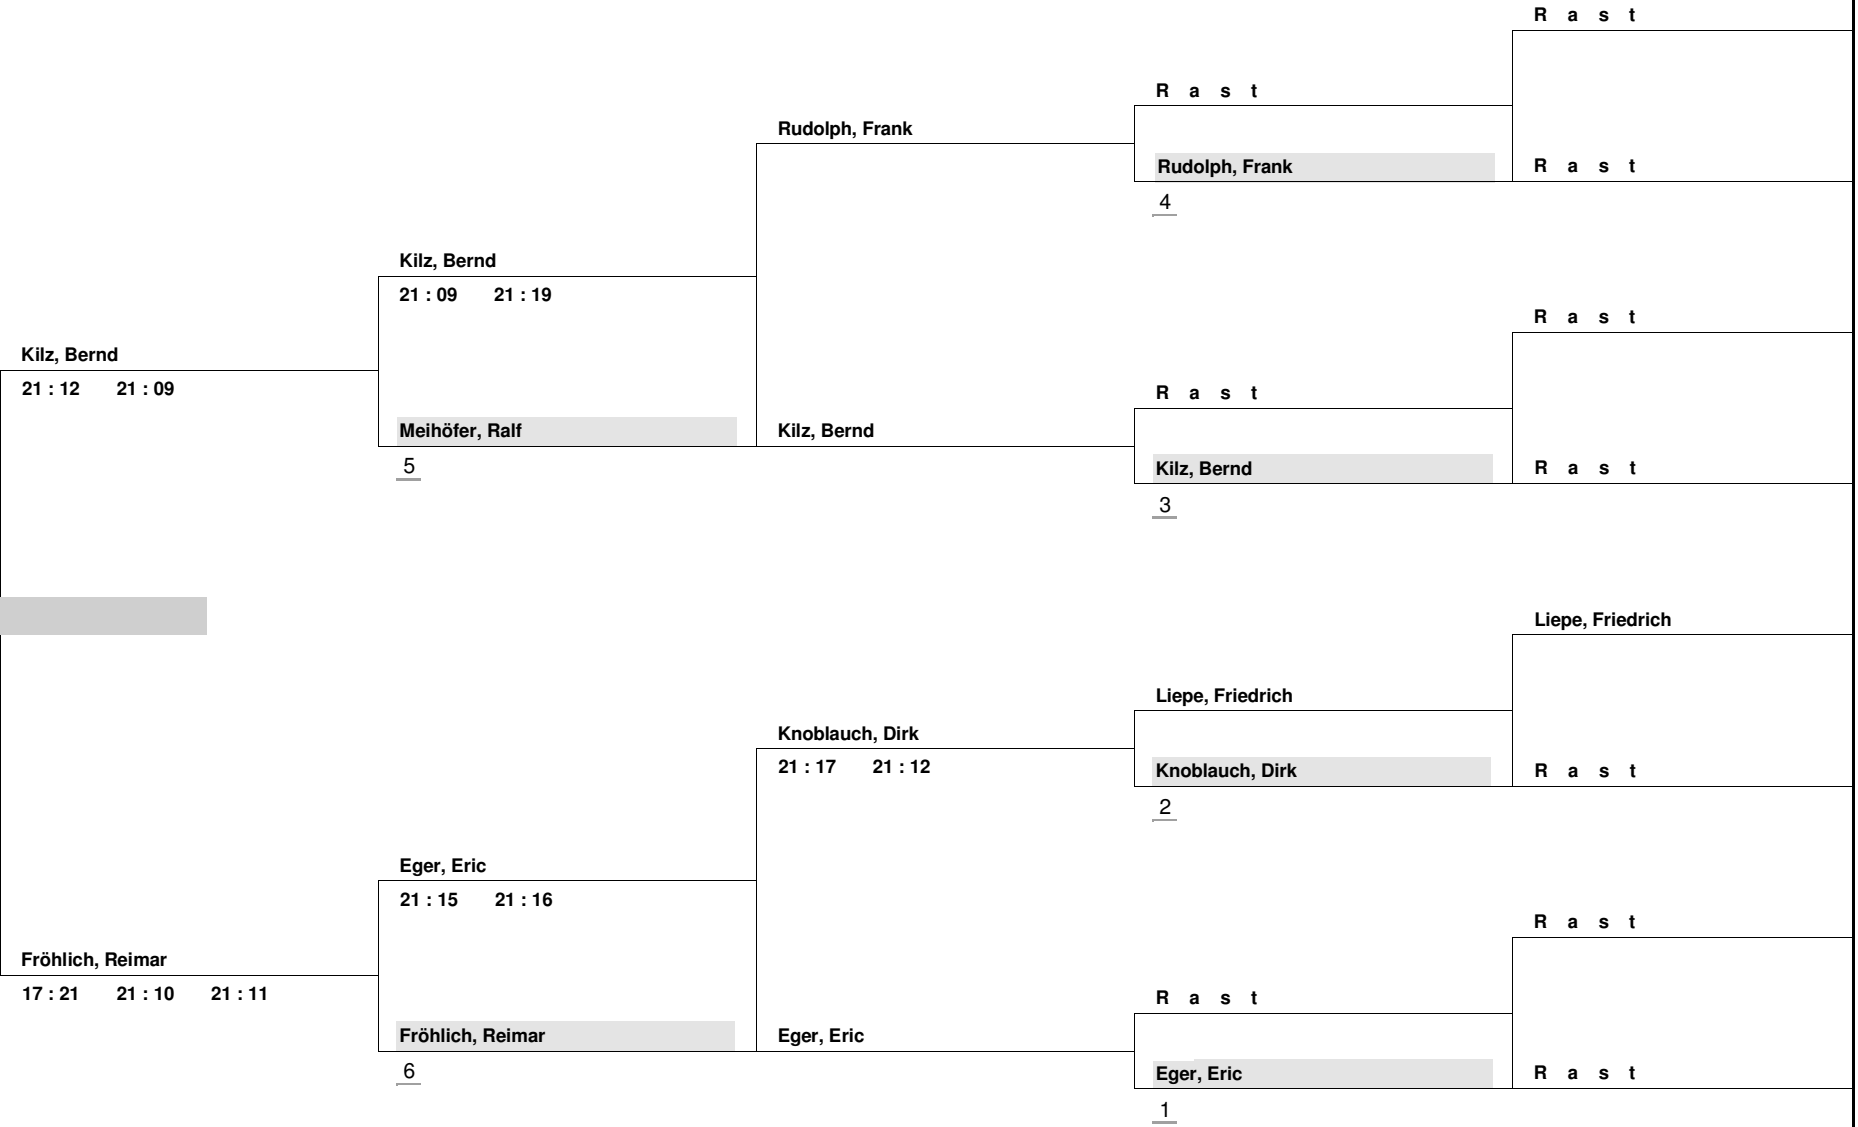 R a s t
R a s t
Rudolph, Frank
Rudolph, Frank
R a s t
4
Kilz, Bernd
21 : 09 21 : 19
R a s t
Kilz, Bernd
21 : 12 21 : 09
R a s t
Meihöfer, Ralf
Kilz, Bernd
5
Kilz, Bernd
R a s t
3
Liepe, Friedrich
Liepe, Friedrich
Knoblauch, Dirk
21 : 17 21 : 12
Knoblauch, Dirk
R a s t
2
Eger, Eric
21 : 15 21 : 16
R a s t
Fröhlich, Reimar
17 : 21 21 : 10 21 : 11
R a s t
Fröhlich, Reimar
Eger, Eric
6
Eger, Eric
R a s t
1